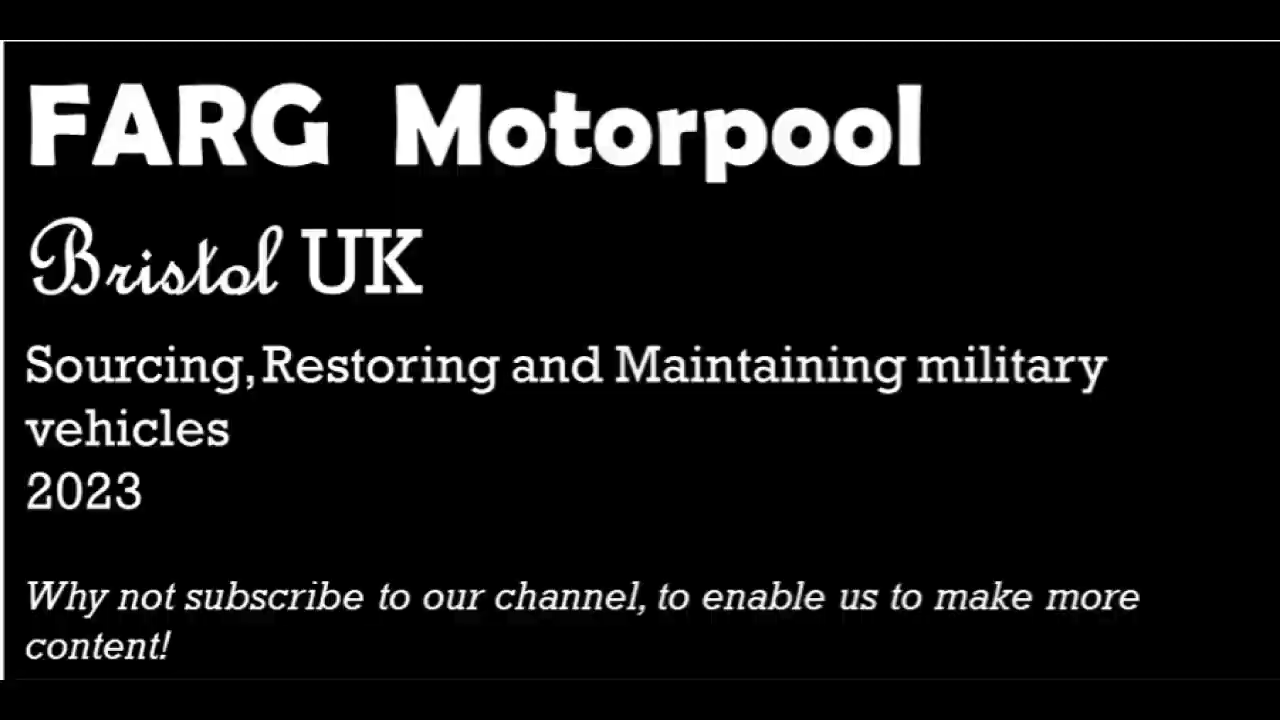 FARG Motorpool
Bristol UK
Sourcing, Restoring and Maintaining military
vehicles
2023
Why not subscribe to our channel, to enable us to make more
content!